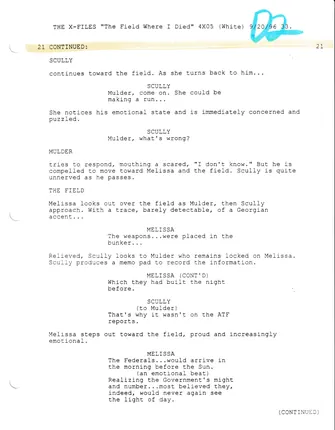 THE X-FILES "The Field Where I Died" 4X05 (White) 9/20/96 33.
21 CONTINUED: 21
SCULLY
continues toward the field. As she turns back to him...
SCULLY
Mulder, come on. She could be
making a run...
She notices his emotional state and is immediately concerned and
puzzled.
SCULLY
Mulder, what's wrong?
MULDER
tries to respond, mouthing a scared, "I don't know." But he is
compelled to move toward Melissa and the field. Scully is quite
unnerved as he passes.
THE FIELD
Melissa looks out over the field as Mulder, then Scully
approach. With a trace, barely detectable, of a Georgian
accent...
MELISSA
The weapons...were placed in the
bunker...
Relieved, Scully looks to Mulder who remains locked on Melissa.
Scully produces a memo pad to record the information.
MELISSA (CONT'D)
Which they had built the night
before.
SCULLY
(to Mulder)
That's why it wasn't on the ATF
reports.
Melissa steps out toward the field, proud and increasingly
emotional.
MELISSA
The Federals...would arrive in
the morning before the Sun.
(an emotional beat)
Realizing the Government's might
and number...most believed they,
indeed, would never again see
the light of day.
(CONTINUED)